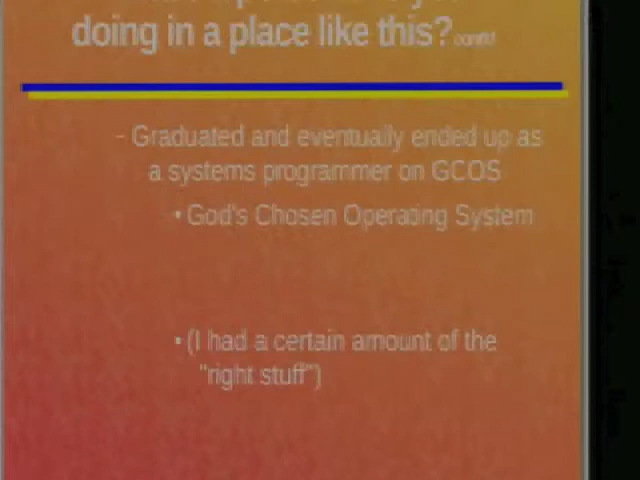 doing in a place like this? cont'd
- Graduated and eventually ended up as
a systems programmer on GCOS
• God's Chosen Operating System
• (I had a certain amount of the
"right stuff")